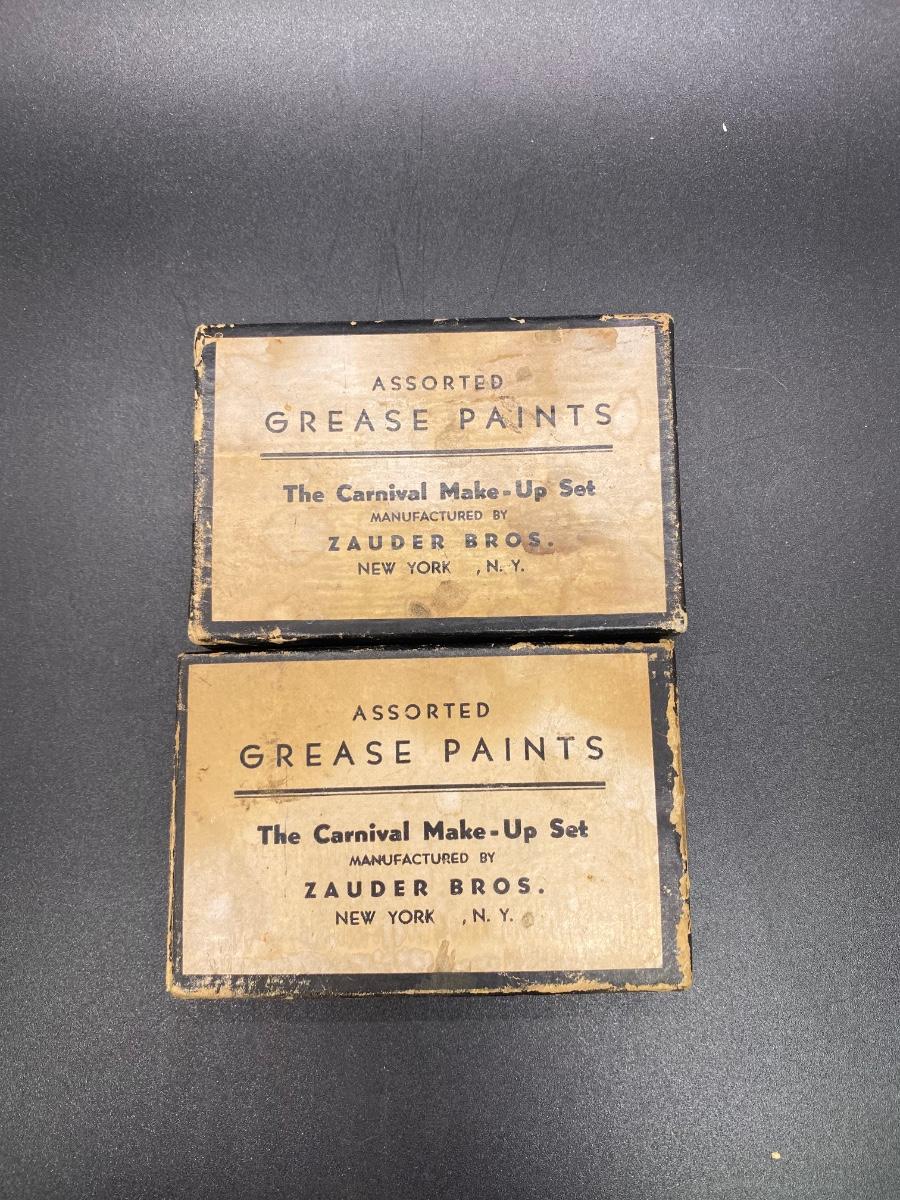 ASSORTED
GREASE PAINTS
The Carnival Make-Up Set
MANUFACTURED BY
ZAUDER BROS.
NEW YORK , N. Y.
ASSORTED
GREASE PAINTS
The Carnival Make-Up Set
MANUFACTURED BY
ZAUDER BROS.
NEW YORK , N. Y.